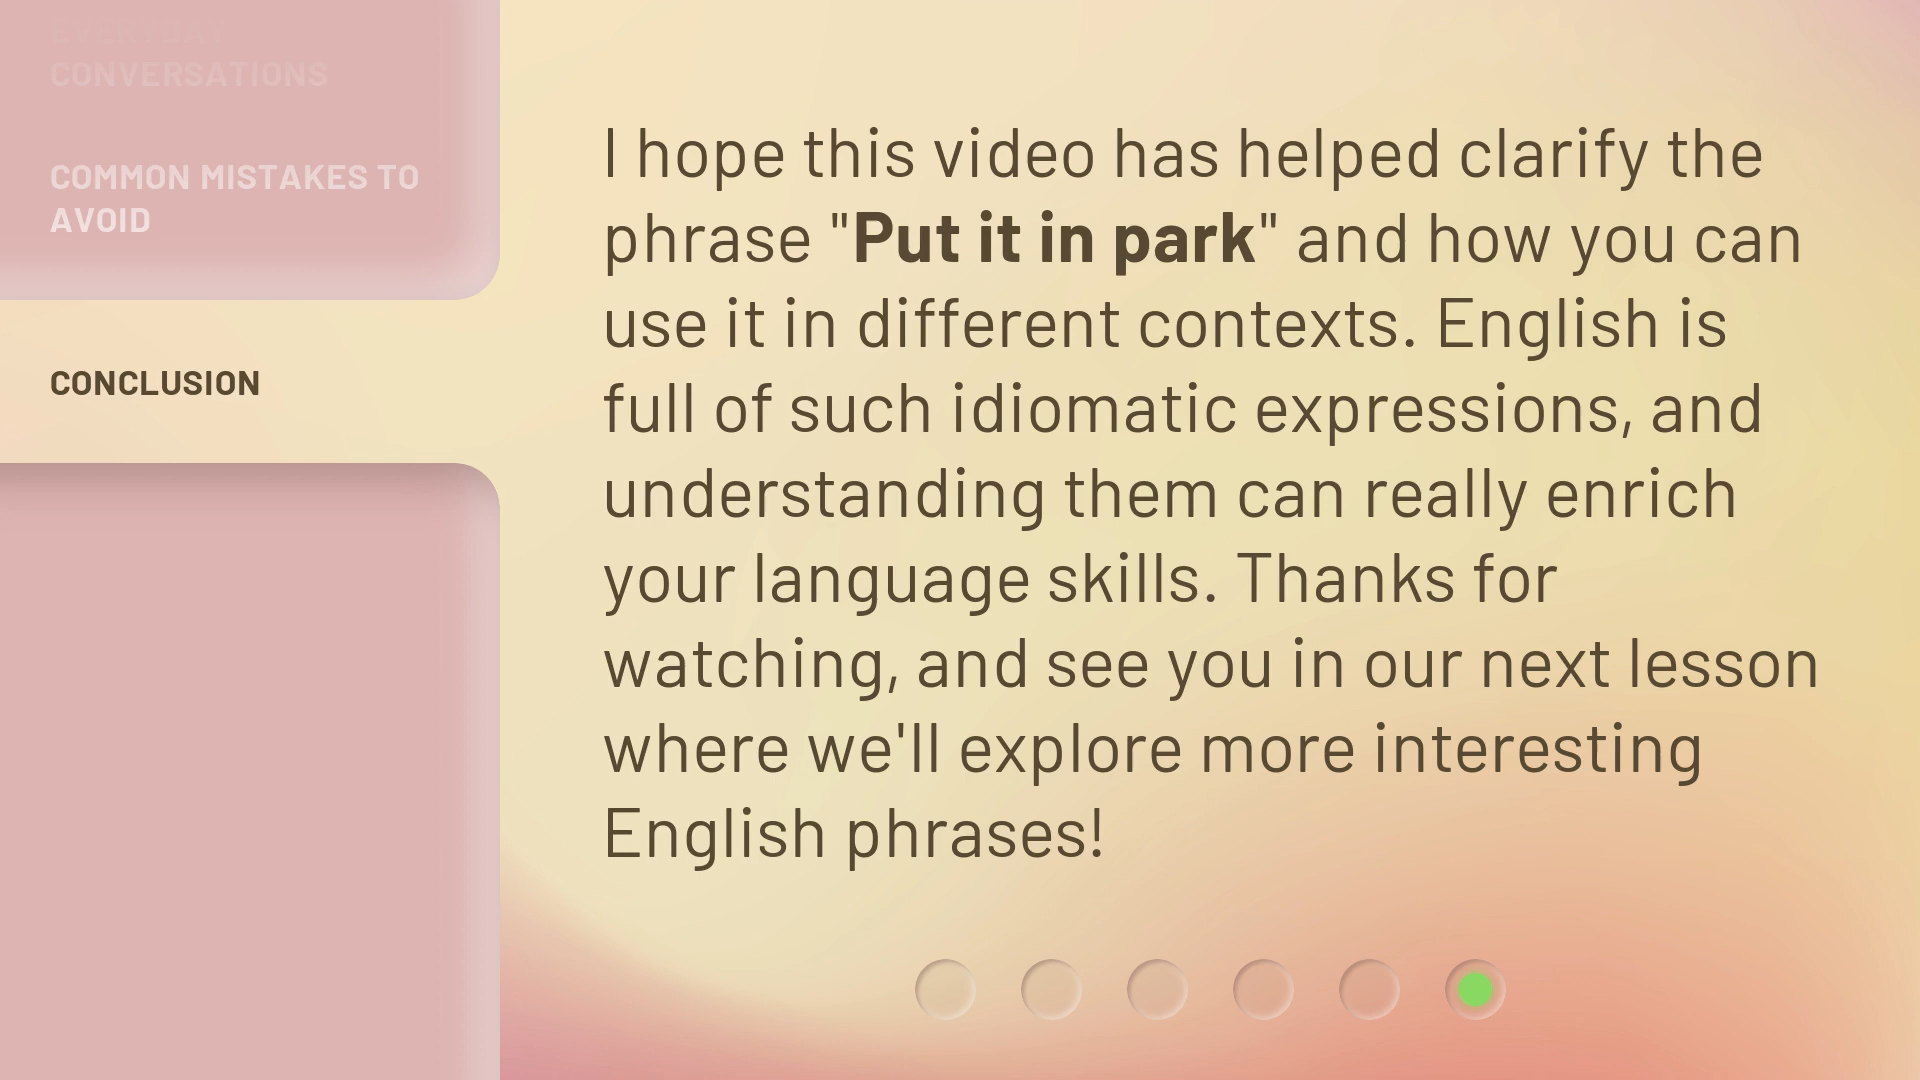 EVERYDAY
CONVERSATIONS
COMMON MISTAKES TO
AVOID
CONCLUSION
I hope this video has helped clarify the
phrase "Put it in park" and how you can
use it in different contexts. English is
full of such idiomatic expressions, and
understanding them can really enrich
your language skills. Thanks for
watching, and see you in our next lesson
where we'll explore more interesting
English phrases!